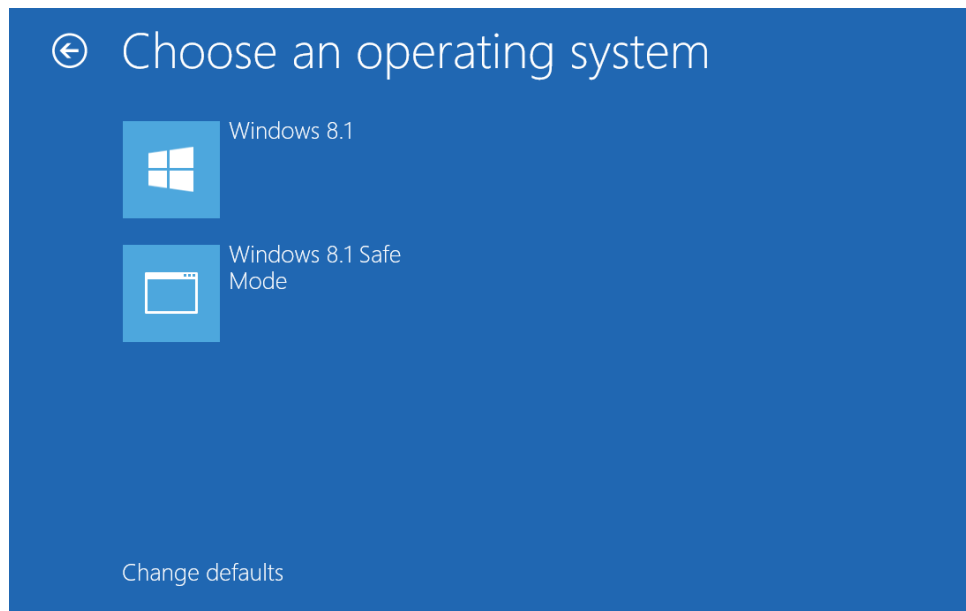 Choose an operating system
Windows 8.1
Windows 8.1 Safe
Mode
Change defaults